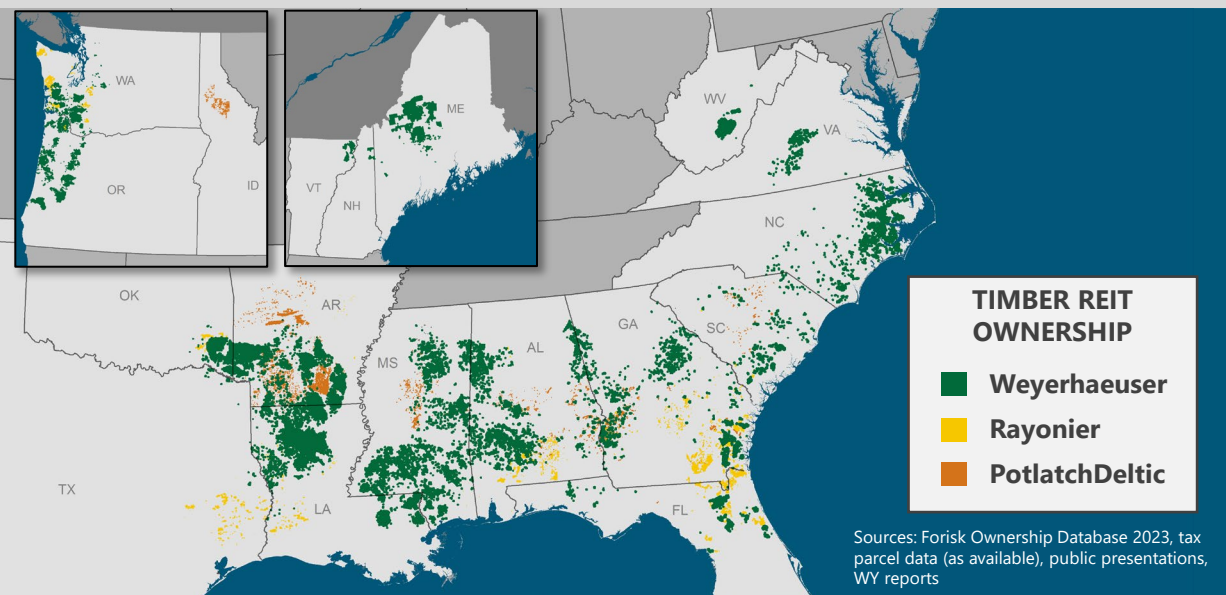 WA
OR
ID
ME
VT
NH
WV
VA
NC
OK
AR
TX
LA
MS
AL
GA
SC
FL
TIMBER REIT
OWNERSHIP
Weyerhaeuser
Rayonier
PotlatchDeltic
Sources: Forisk Ownership Database 2023, tax
parcel data (as available), public presentations,
WY reports